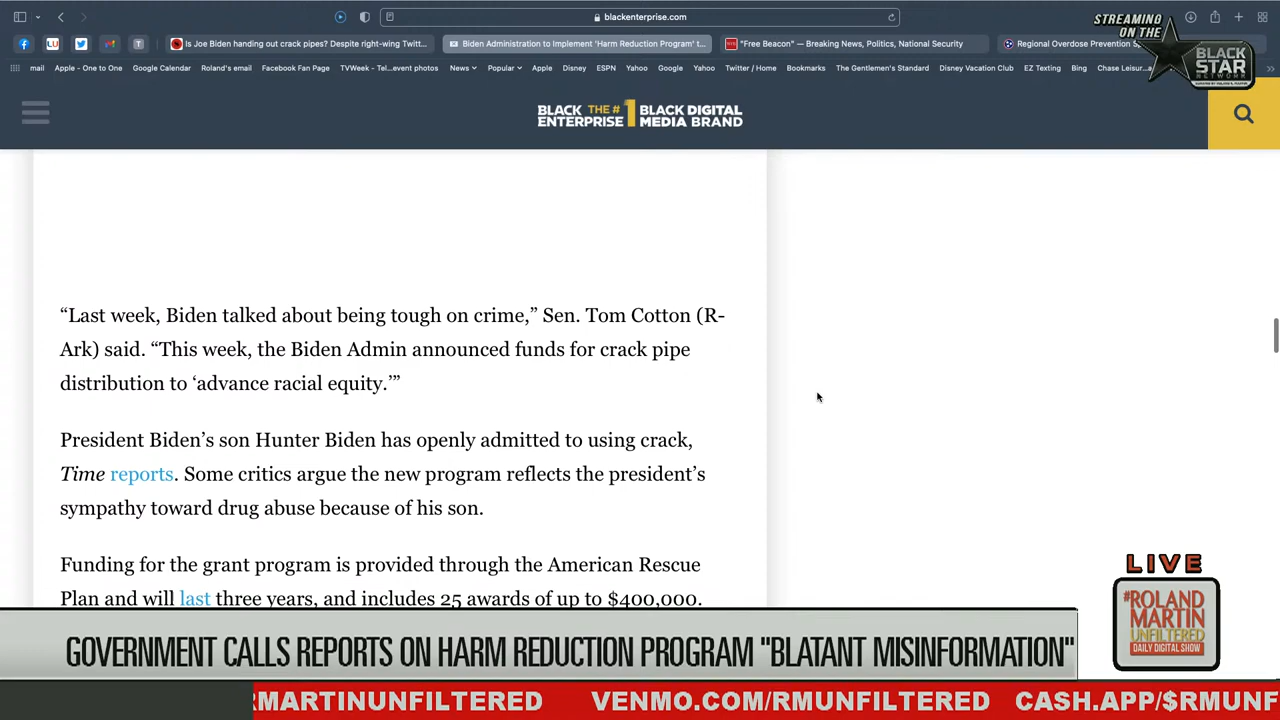 blackenterprise.com
STREAMING
ON THE
BLACK
STAR
NETWORK
Is Joe Biden handing out crack pipes? Despite right-wing Twitt...
Biden Administration to Implement 'Harm Reduction Program' t...
"Free Beacon" — Breaking News, Politics, National Security
Regional Overdose Prevention Sp
mail
Apple - One to One
Google Calendar
Roland's email
Facebook Fan Page
TVWeek - Tel...event photos
News
Popular
Apple
Disney
ESPN
Yahoo
Google
Yahoo
Twitter / Home
Bookmarks
The Gentlemen's Standard
Disney Vacation Club
EZ Texting
Bing
Chase Leisur...
BLACK THE # 1 BLACK DIGITAL
ENTERPRISE MEDIA BRAND
“Last week, Biden talked about being tough on crime,” Sen. Tom Cotton (R-
Ark) said. “This week, the Biden Admin announced funds for crack pipe
distribution to ‘advance racial equity.’”
President Biden’s son Hunter Biden has openly admitted to using crack,
Time reports. Some critics argue the new program reflects the president’s
sympathy toward drug abuse because of his son.
Funding for the grant program is provided through the American Rescue
Plan and will last three years, and includes 25 awards of up to $400,000.
LIVE
#ROLAND
MARTIN
UNFILTERED
DAILY DIGITAL SHOW
GOVERNMENT CALLS REPORTS ON HARM REDUCTION PROGRAM "BLATANT MISINFORMATION"
RMARTINUNFILTERED VENMO.COM/RMUNFILTERED CASH.APP/$RMUNF